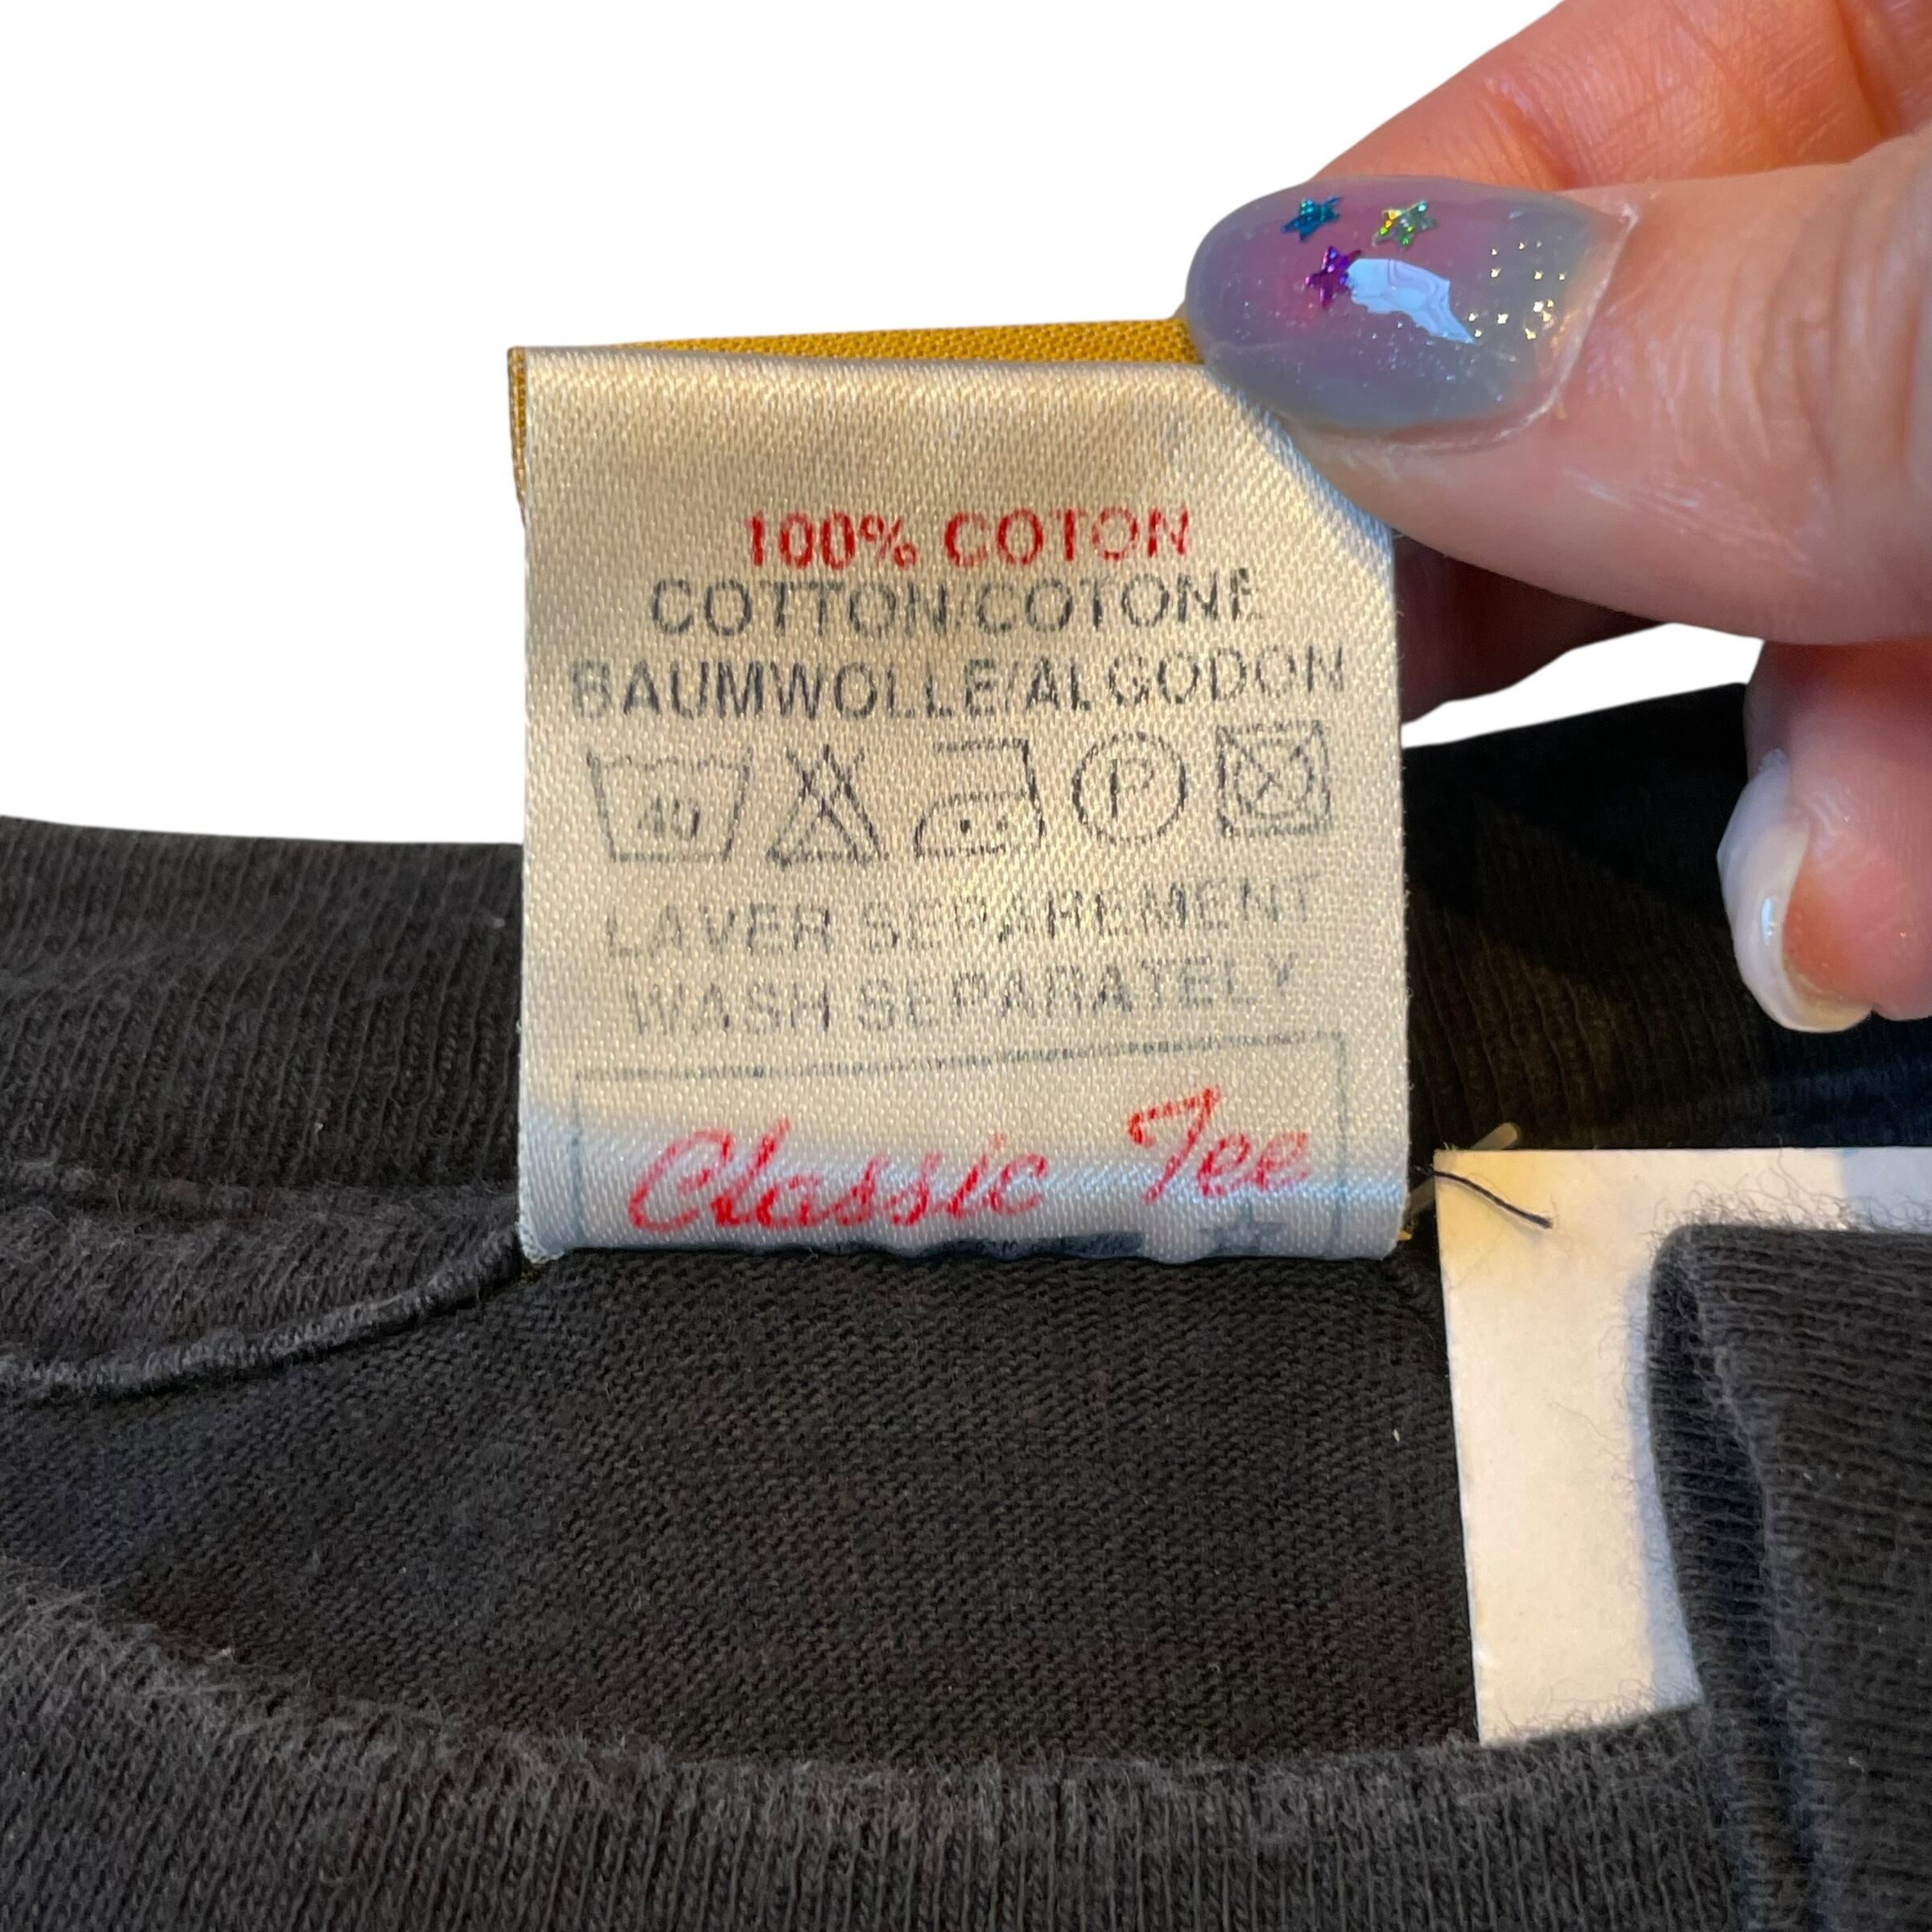 100% COTON
COTTON/COTONE
BAUMWOLLE/ALGODON
40 P
LAVER SEPAREMENT
WASH SEPARATELY
Classic Tee